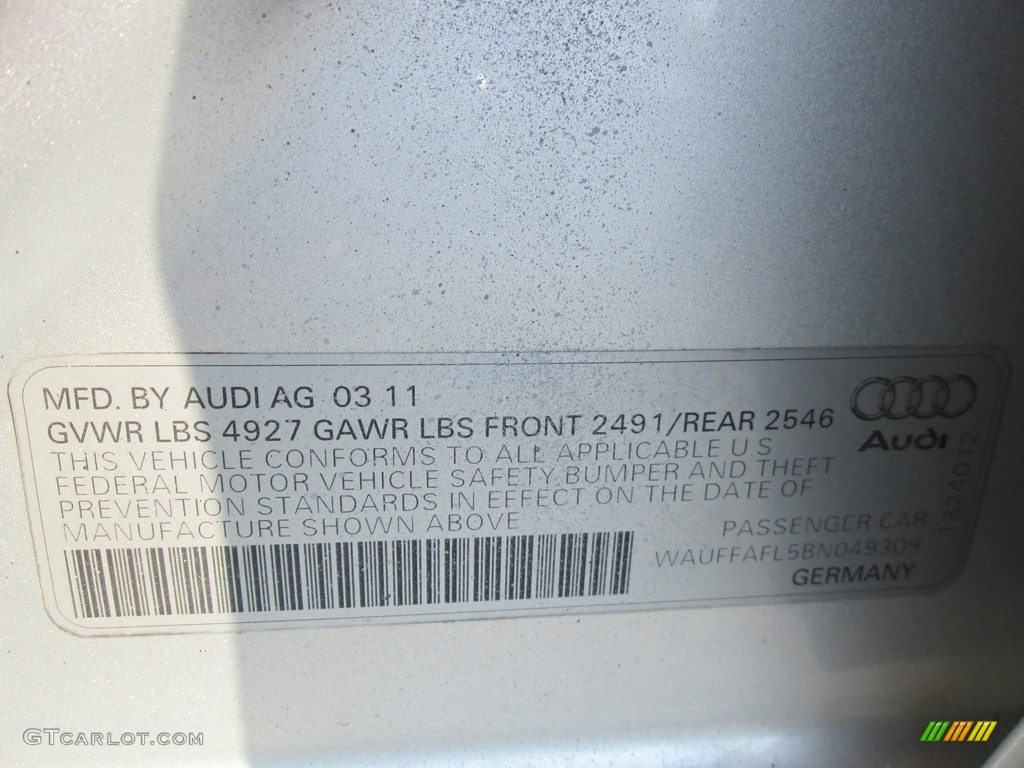 MFD. BY AUDI AG 03 11
GVWR LBS 4927 GAWR LBS FRONT 2491/REAR 2546
THIS VEHICLE CONFORMS TO ALL APPLICABLE U.S
FEDERAL MOTOR VEHICLE SAFETY, BUMPER AND THEFT
PREVENTION STANDARDS IN EFFECT ON THE DATE OF
MANUFACTURE SHOWN ABOVE
Audi
PASSENGER CAR
WAUFFAFL5BN049309
GERMANY
1324012
GTcarlot.com